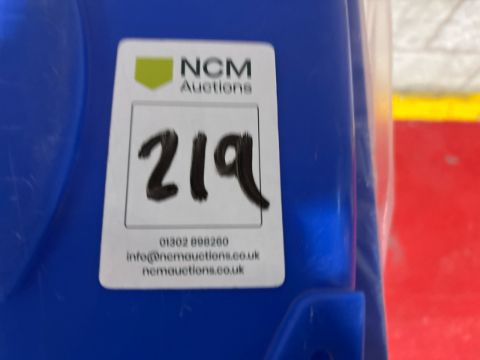 NCM
Auctions
219
01302 898260
info@ncmauctions.co.uk
ncmauctions.co.uk